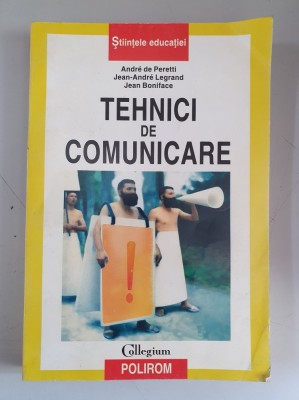 Științele educației
André de Peretti
Jean-André Legrand
Jean Boniface
TEHNICI
DE
COMUNICARE
!
Collegium
POLIROM